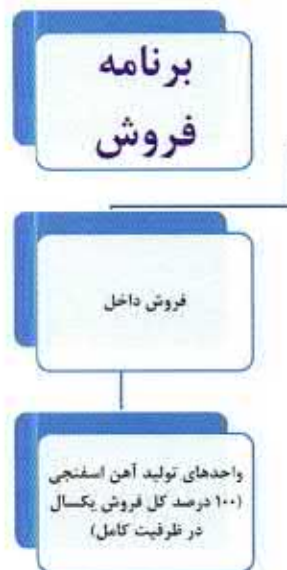 برنامه
فروش
فروش داخل
واحدهای تولید آهن اسفنجی
(۱۰۰ درصد کل فروش یکسال
در ظرفیت کامل)